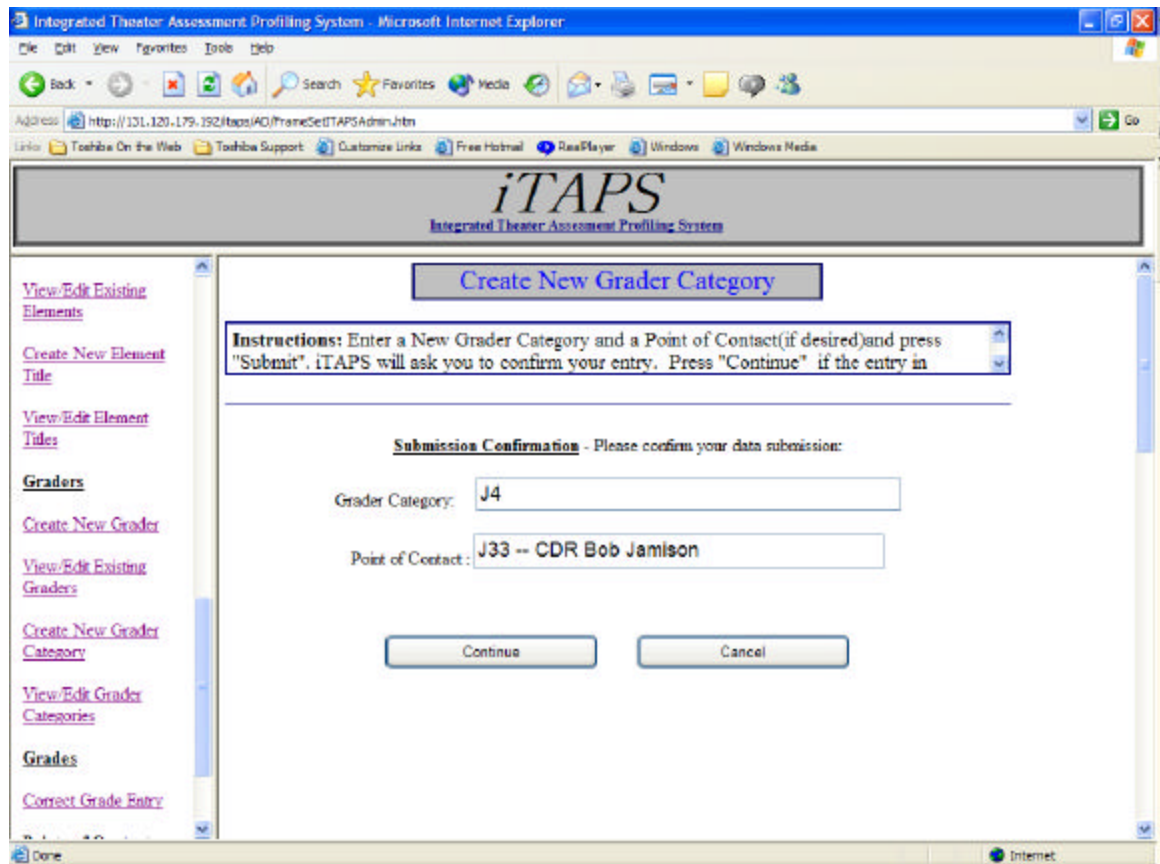 Integrated Theater Assessment Profiling System - Microsoft Internet Explorer
File Edit View Favorites Tools Help
Back Search Favorites Media
Address http://131.120.179.192/itaps/AO/FrameSetITAPSAdmin.htm Go
Links Toshiba On the Web Toshiba Support Customize Links Free Hotmail RealPlayer Windows Windows Media
iTAPS
Integrated Theater Assessment Profiling System
View/Edit Existing
Elements
Create New Element
Title
View/Edit Element
Titles
Graders
Create New Grader
View/Edit Existing
Graders
Create New Grader
Category
View/Edit Grader
Categories
Grades
Correct Grade Entry
Create New Grader Category
Instructions: Enter a New Grader Category and a Point of Contact(if desired)and press
"Submit". iTAPS will ask you to confirm your entry. Press "Continue" if the entry in
Submission Confirmation - Please confirm your data submission:
Grader Category: J4
Point of Contact : J33 -- CDR Bob Jamison
Continue Cancel
Done Internet